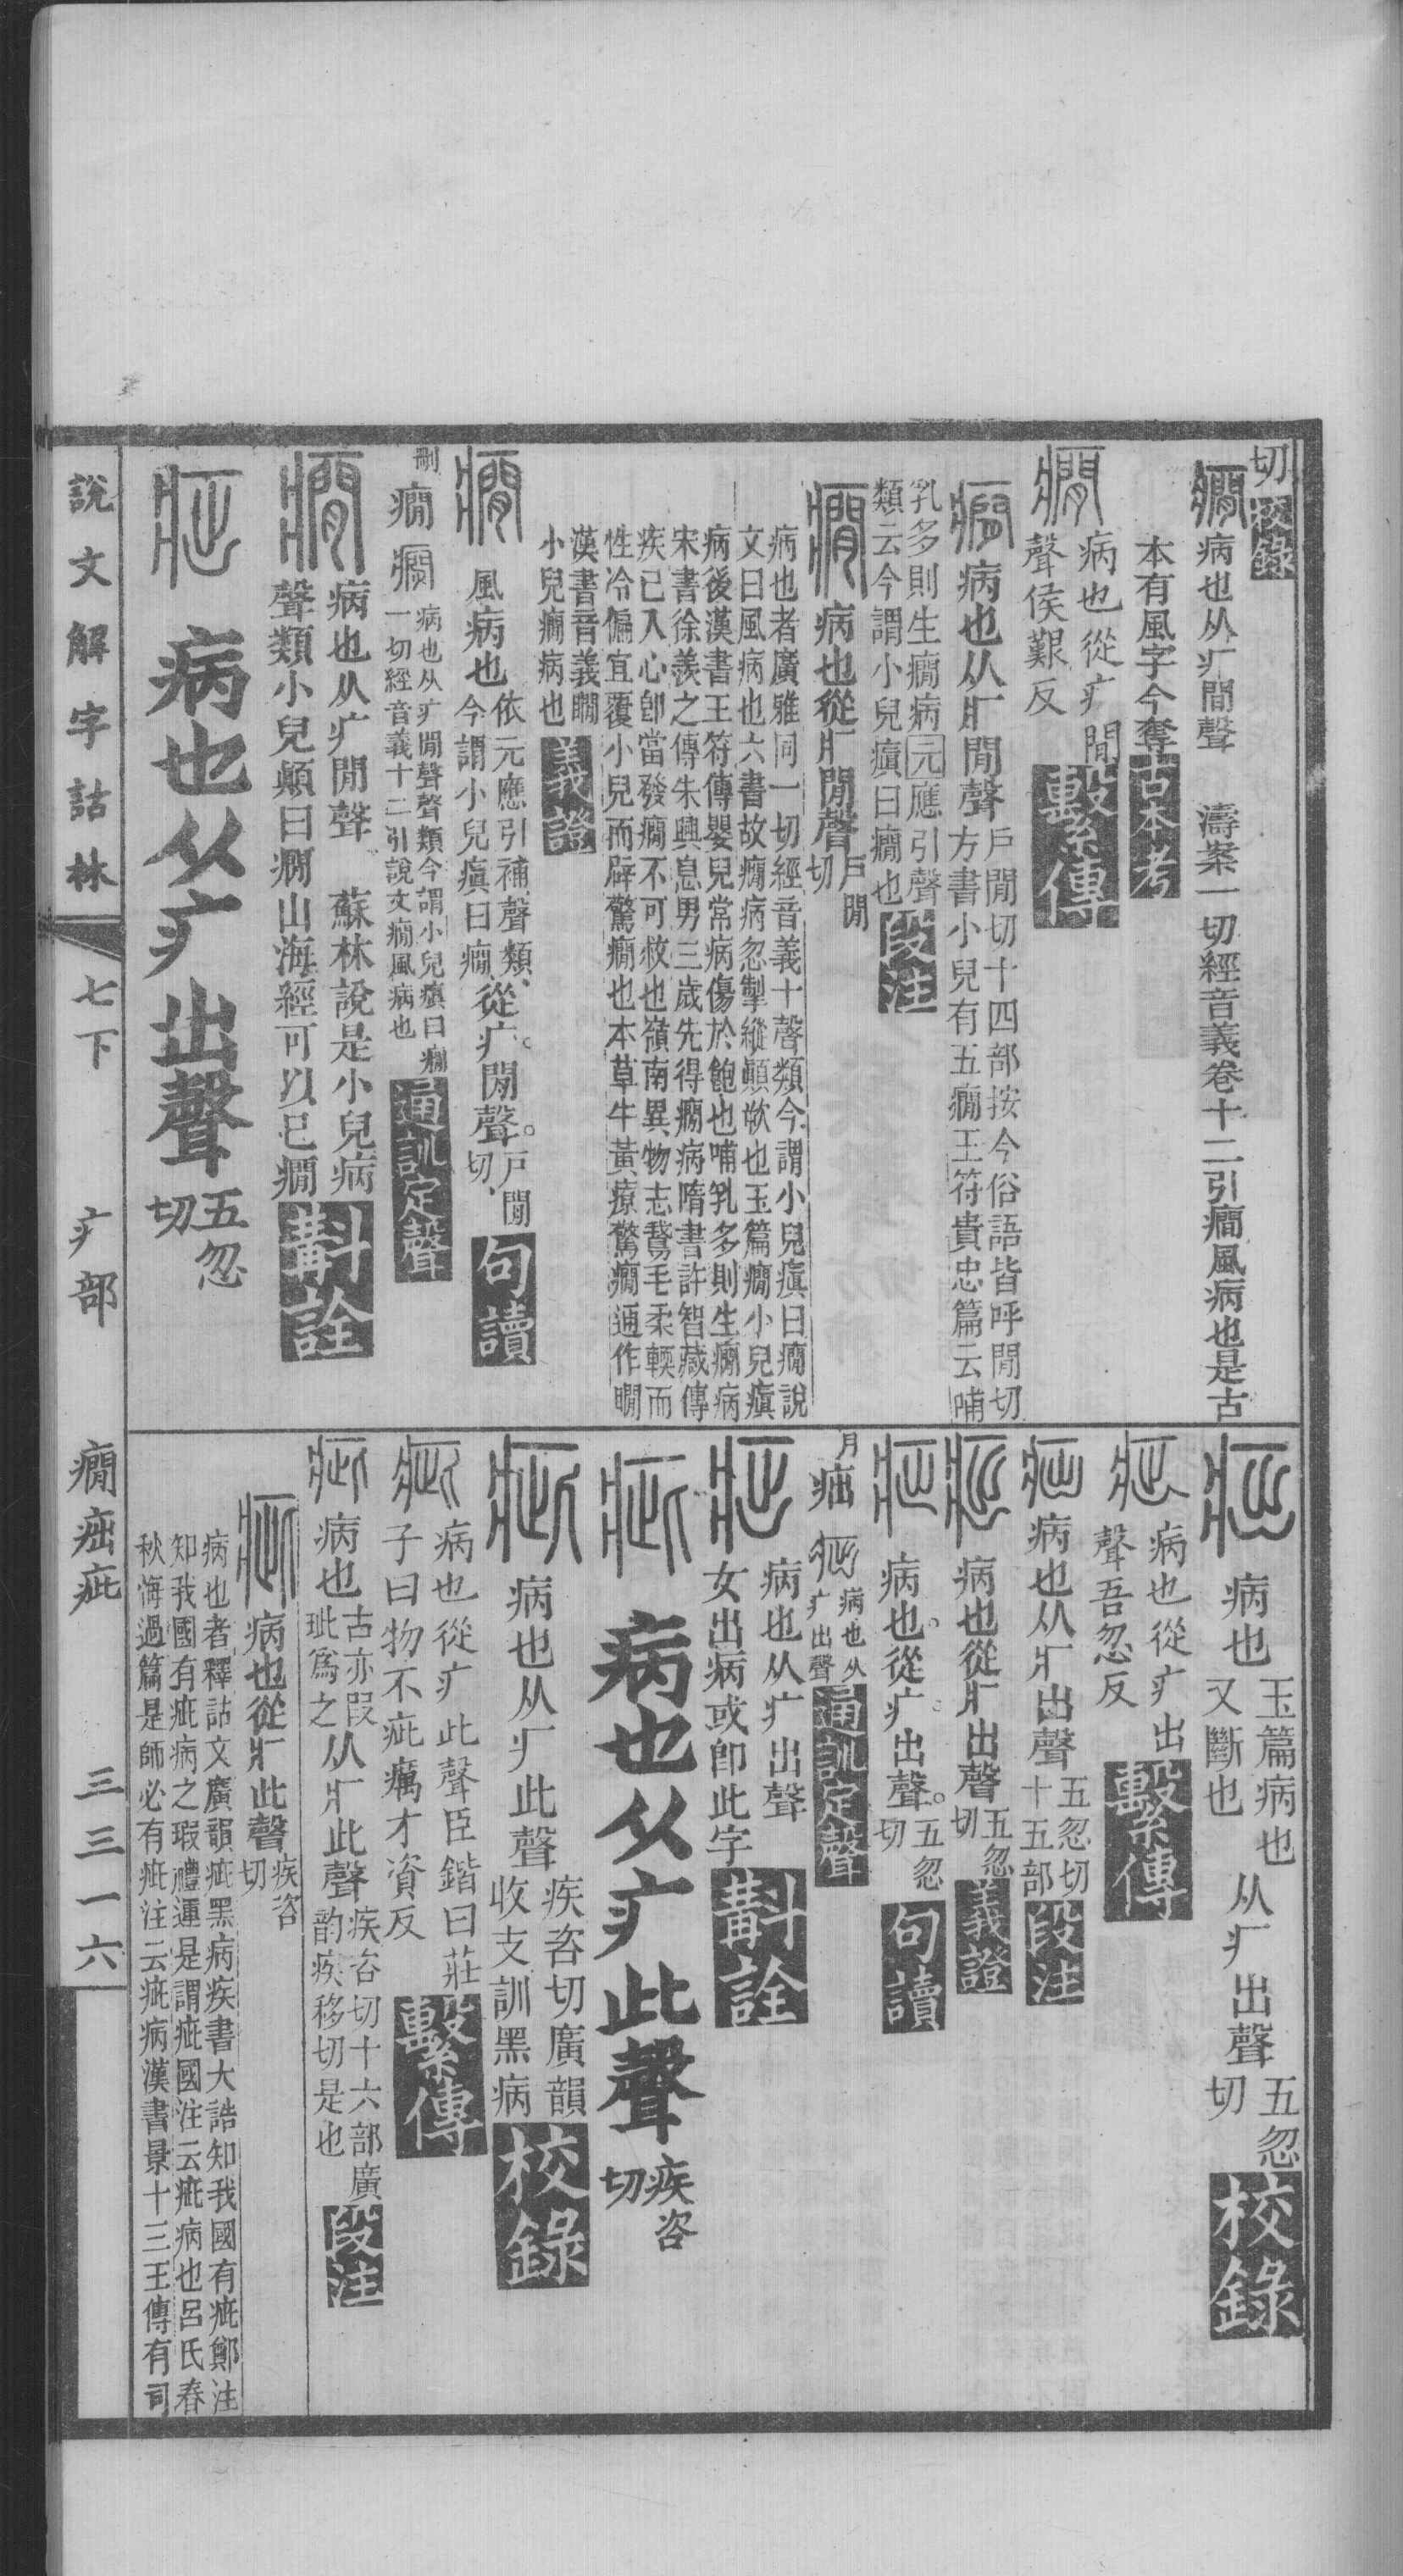 切校錄
癎病也从疒間聲　濤案一切經音義卷十二引癎風病也是古
本有風字今奪古本考
癇病也從疒閒
聲侯艱反繫傳
癇病也从疒閒聲戶閒切十四部按今俗語皆呼閒切
方書小兒有五癇王符貴忠篇云哺
乳多則生癇病元應引聲
類云今謂小兒瘨曰癇也段注
癇病也從疒閒聲戶閒
切
病也者廣雅同一切經音義十聲類今謂小兒瘨曰癇說
文曰風病也六書故癇病忽掣縱顚仆也玉篇癇小兒瘨
病後漢書王符傳嬰兒常病傷於飽也哺乳多則生癇病
宋書徐羨之傳朱興息男三歲先得癇病隋書許智藏傳
疾已入心卽當發癇不可救也嶺南異物志鵞毛柔輭而
性冷偏宜覆小兒而辟驚癇也本草牛黃療驚癇通作瞯
漢書音義瞯
小兒癇病也義證
癇風病也依元應引補聲類
今謂小兒瘨曰癇從疒閒聲戶閒
切句讀
刪癇癇病也从疒閒聲聲類今謂小兒瘨曰癇
一切經音義十二引說文癇風病也通訓定聲
癇病也从疒閒聲　蘇林說是小兒病
聲類小兒顚曰癇山海經可以已癇斠詮
㾶病也从疒出聲五忽
切
㾶病也玉篇病也
又斷也从疒出聲五忽
切校錄
㾶病也從疒出
聲吾忽反繫傳
㾶病也从疒出聲五忽切
十五部段注
㾶病也從疒出聲五忽
切義證
㾶病也從疒出聲五忽
切句讀
月㾶㾶病也从
疒出聲通訓定聲
㾶病也从疒出聲
女出病或卽此字斠詮
疵病也从疒此聲疾咨
切
疵病也从疒此聲疾咨切廣韻
收支訓黑病校錄
疵病也從疒此聲臣鍇曰莊
子曰物不疵癘才資反繫傳
疵病也古亦叚
玼爲之从疒此聲疾咨切十六部廣
韵疾移切是也段注
疵病也從疒此聲疾咨
切
病也者釋詁文廣韻疵黑病疾書大誥知我國有疵鄭注
知我國有疵病之瑕禮運是謂疵國注云疵病也呂氏春
秋悔過篇是師必有疵注云疵病漢書景十三王傳有司
說文解字詁林　七下　疒部　癇㾶疵　三三一六